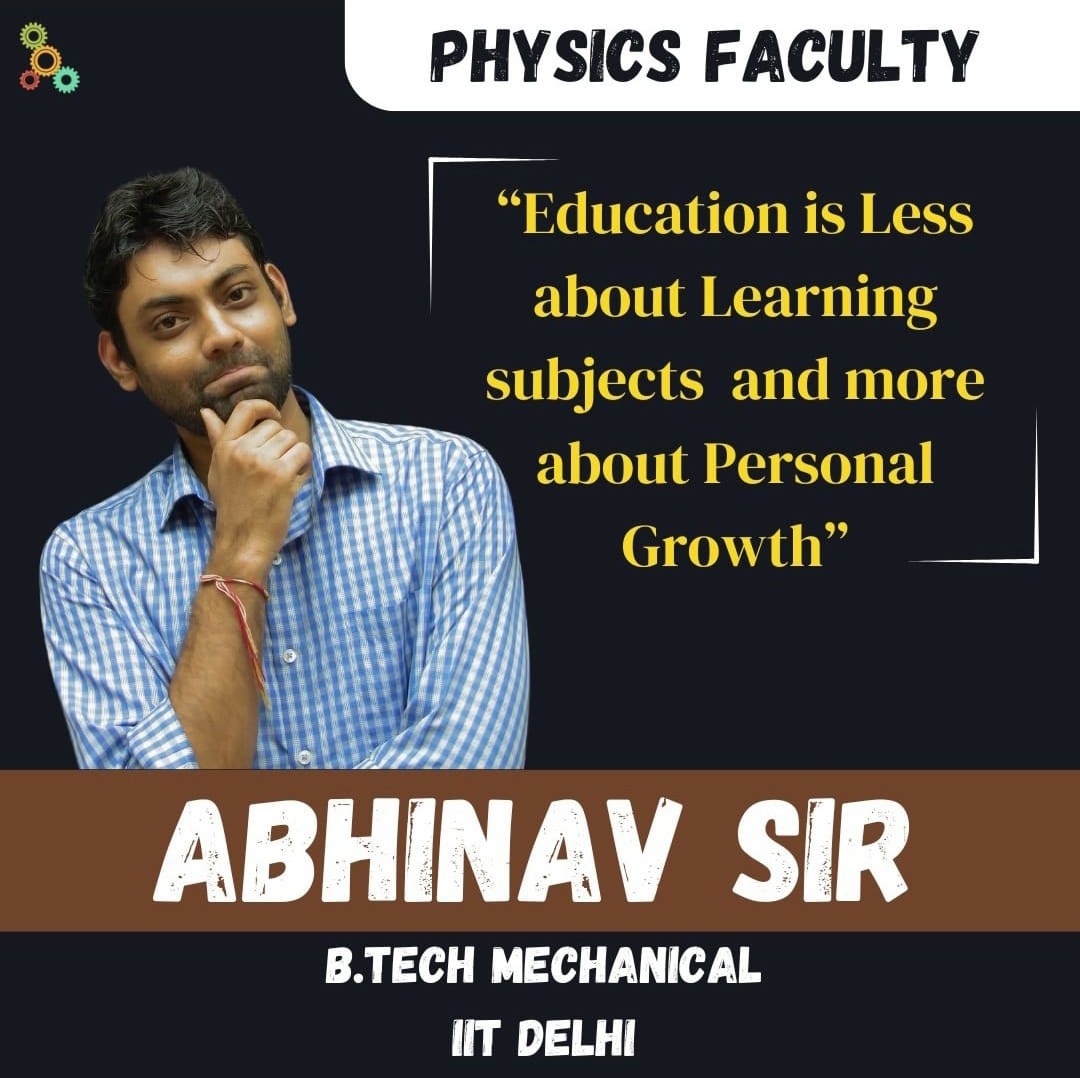 PHYSICS FACULTY
“Education is Less
about Learning
subjects and more
about Personal
Growth”
ABHINAV SIR
B.TECH MECHANICAL
IIT DELHI